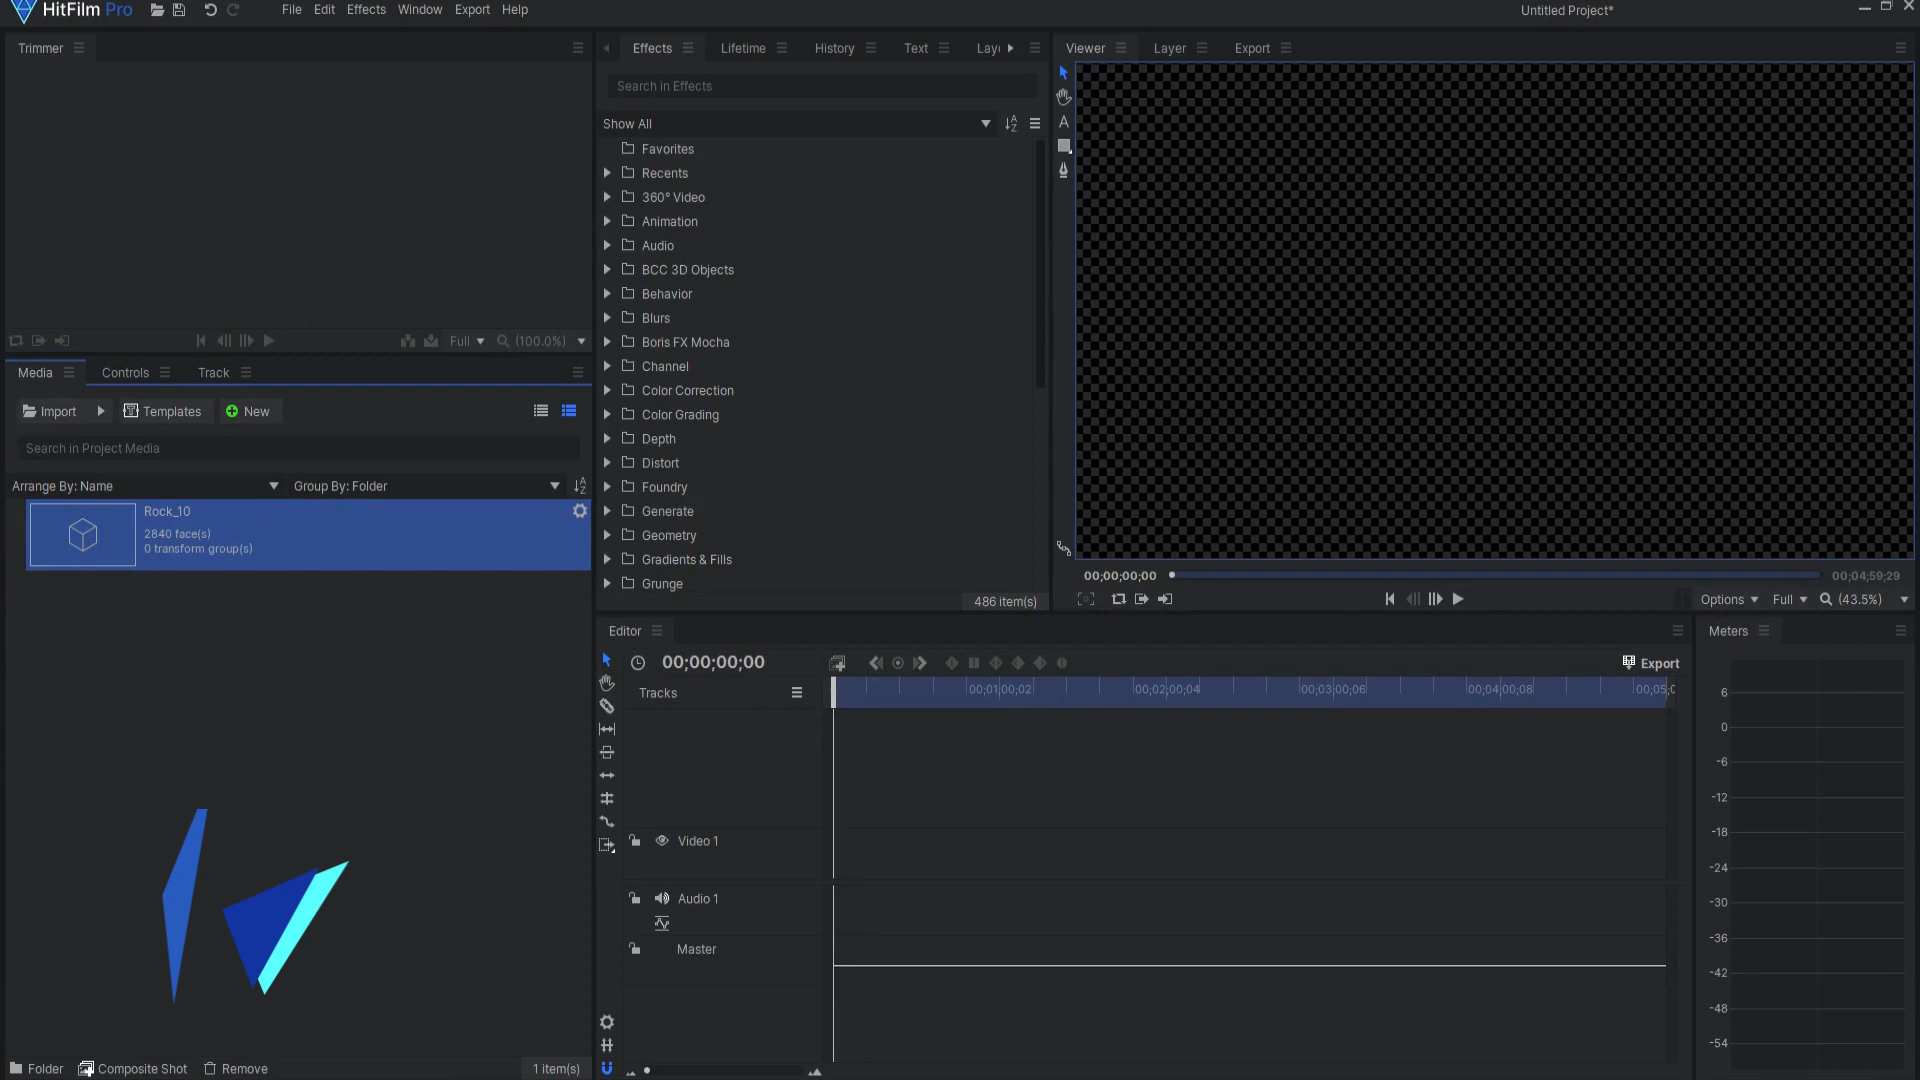 HitFilm Pro
File Edit Effects Window Export Help
Untitled Project*
Trimmer
Full (100.0%)
Media Controls Track
Import Templates New
Search in Project Media
Arrange By: Name Group By: Folder
Rock_10
2840 face(s)
0 transform group(s)
Folder Composite Shot Remove 1 item(s)
Effects Lifetime History Text Lay
Search in Effects
Show All
Favorites
Recents
360° Video
Animation
Audio
BCC 3D Objects
Behavior
Blurs
Boris FX Mocha
Channel
Color Correction
Color Grading
Depth
Distort
Foundry
Generate
Geometry
Gradients & Fills
Grunge
486 item(s)
Viewer Layer Export
A
00;00;00;00 00;04;59;29
Options Full (43.5%)
Editor
00;00;00;00 Export
Tracks 00;01;00;02 00;02;00;04 00;03;00;06 00;04;00;08 00;05;0
Video 1
Audio 1
Master
Meters
6
0
-6
-12
-18
-24
-30
-36
-42
-48
-54